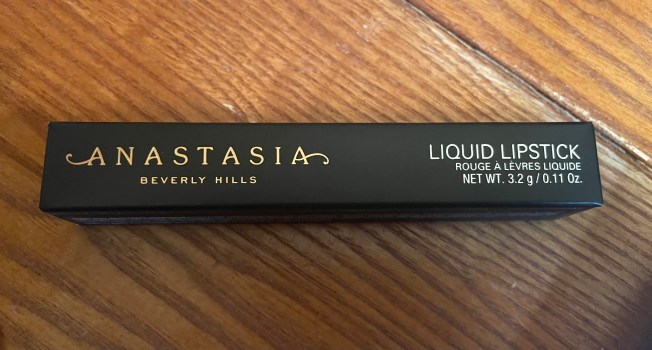 ANASTASIA
BEVERLY HILLS
LIQUID LIPSTICK
ROUGE À LÈVRES LIQUIDE
NET WT. 3.2 g / 0.11 Oz.